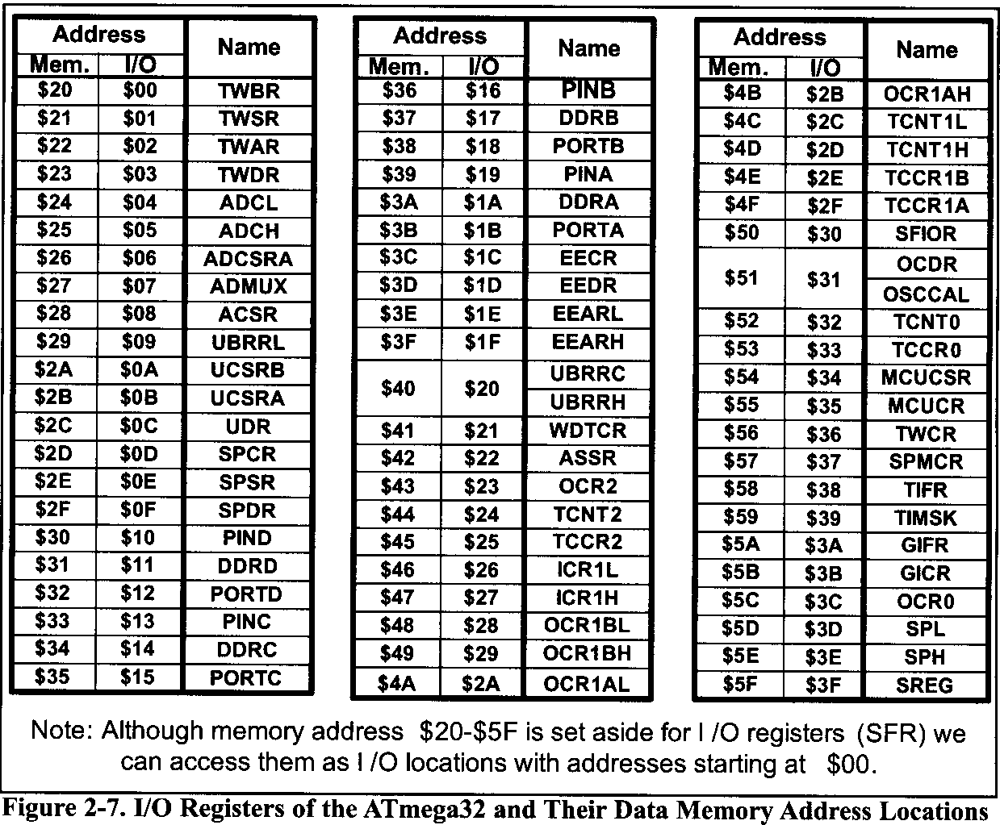 Address Name
Mem. I/O
$20 $00 TWBR
$21 $01 TWSR
$22 $02 TWAR
$23 $03 TWDR
$24 $04 ADCL
$25 $05 ADCH
$26 $06 ADCSRA
$27 $07 ADMUX
$28 $08 ACSR
$29 $09 UBRRL
$2A $0A UCSRB
$2B $0B UCSRA
$2C $0C UDR
$2D $0D SPCR
$2E $0E SPSR
$2F $0F SPDR
$30 $10 PIND
$31 $11 DDRD
$32 $12 PORTD
$33 $13 PINC
$34 $14 DDRC
$35 $15 PORTC
Address Name
Mem. I/O
$36 $16 PINB
$37 $17 DDRB
$38 $18 PORTB
$39 $19 PINA
$3A $1A DDRA
$3B $1B PORTA
$3C $1C EECR
$3D $1D EEDR
$3E $1E EEARL
$3F $1F EEARH
$40 $20 UBRRC
UBRRH
$41 $21 WDTCR
$42 $22 ASSR
$43 $23 OCR2
$44 $24 TCNT2
$45 $25 TCCR2
$46 $26 ICR1L
$47 $27 ICR1H
$48 $28 OCR1BL
$49 $29 OCR1BH
$4A $2A OCR1AL
Address Name
Mem. I/O
$4B $2B OCR1AH
$4C $2C TCNT1L
$4D $2D TCNT1H
$4E $2E TCCR1B
$4F $2F TCCR1A
$50 $30 SFIOR
$51 $31 OCDR
OSCCAL
$52 $32 TCNT0
$53 $33 TCCR0
$54 $34 MCUCSR
$55 $35 MCUCR
$56 $36 TWCR
$57 $37 SPMCR
$58 $38 TIFR
$59 $39 TIMSK
$5A $3A GIFR
$5B $3B GICR
$5C $3C OCR0
$5D $3D SPL
$5E $3E SPH
$5F $3F SREG
Note: Although memory address $20-$5F is set aside for I /O registers (SFR) we
can access them as I /O locations with addresses starting at $00.
Figure 2-7. I/O Registers of the ATmega32 and Their Data Memory Address Locations